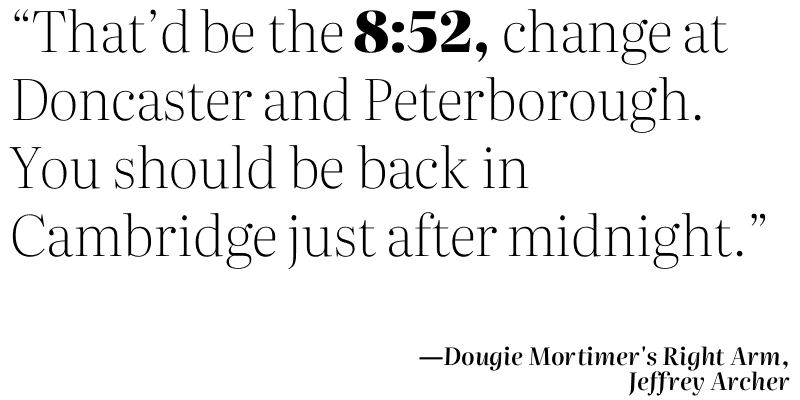 “That’d be the 8:52, change at
Doncaster and Peterborough.
You should be back in
Cambridge just after midnight.”
—Dougie Mortimer's Right Arm,
Jeffrey Archer